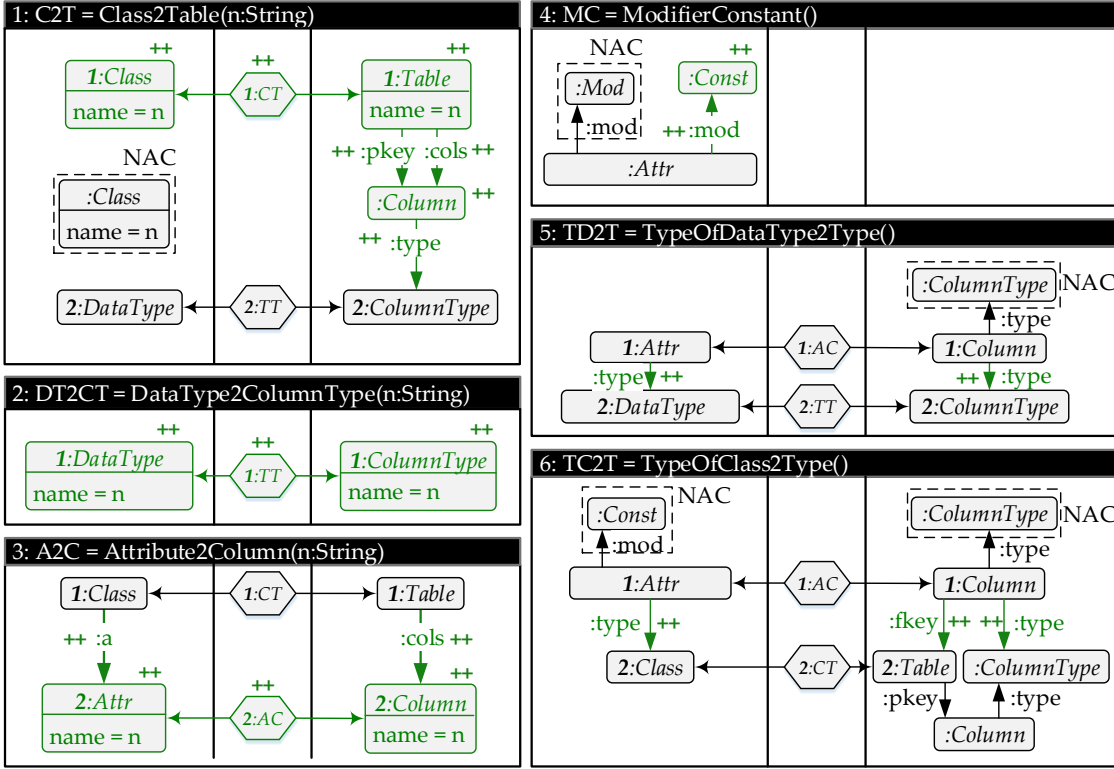 1: C2T = Class2Table(n:String)
++ ++ ++
1:Class 1:CT 1:Table
name = n name = n
++ :pkey :cols ++
NAC
:Class :Column ++
name = n
++ :type
2:DataType 2:TT 2:ColumnType
2: DT2CT = DataType2ColumnType(n:String)
++ ++ ++
1:DataType 1:TT 1:ColumnType
name = n name = n
3: A2C = Attribute2Column(n:String)
1:Class 1:CT 1:Table
++ :a :cols ++
++ ++ ++
2:Attr 2:AC 2:Column
name = n name = n
4: MC = ModifierConstant()
NAC ++
:Mod :Const
:mod ++ :mod
:Attr
5: TD2T = TypeOfDataType2Type()
:ColumnType NAC
:type
1:Attr 1:AC 1:Column
:type ++ ++ :type
2:DataType 2:TT 2:ColumnType
6: TC2T = TypeOfClass2Type()
NAC
:Const :ColumnType NAC
:mod :type
1:Attr 1:AC 1:Column
:type ++ :fkey ++ ++ :type
2:Class 2:CT 2:Table :ColumnType
:pkey :type
:Column